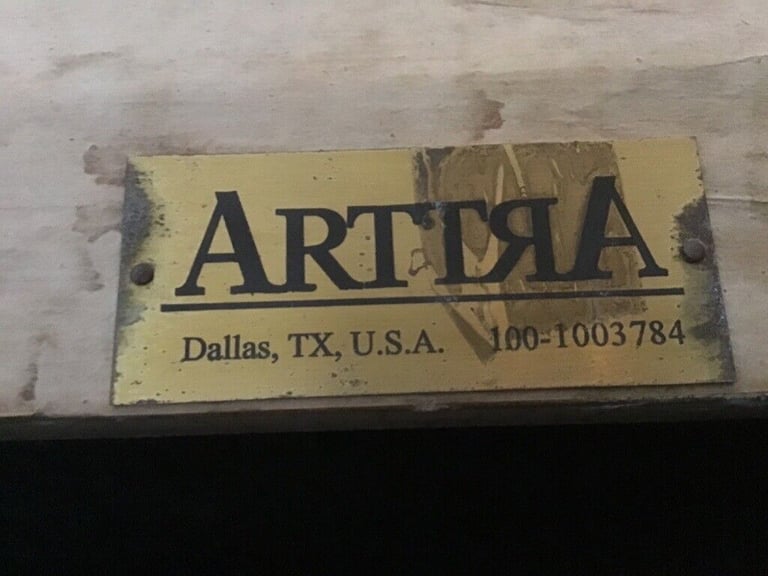 ARTTЯA
Dallas, TX, U.S.A. 100-1003784